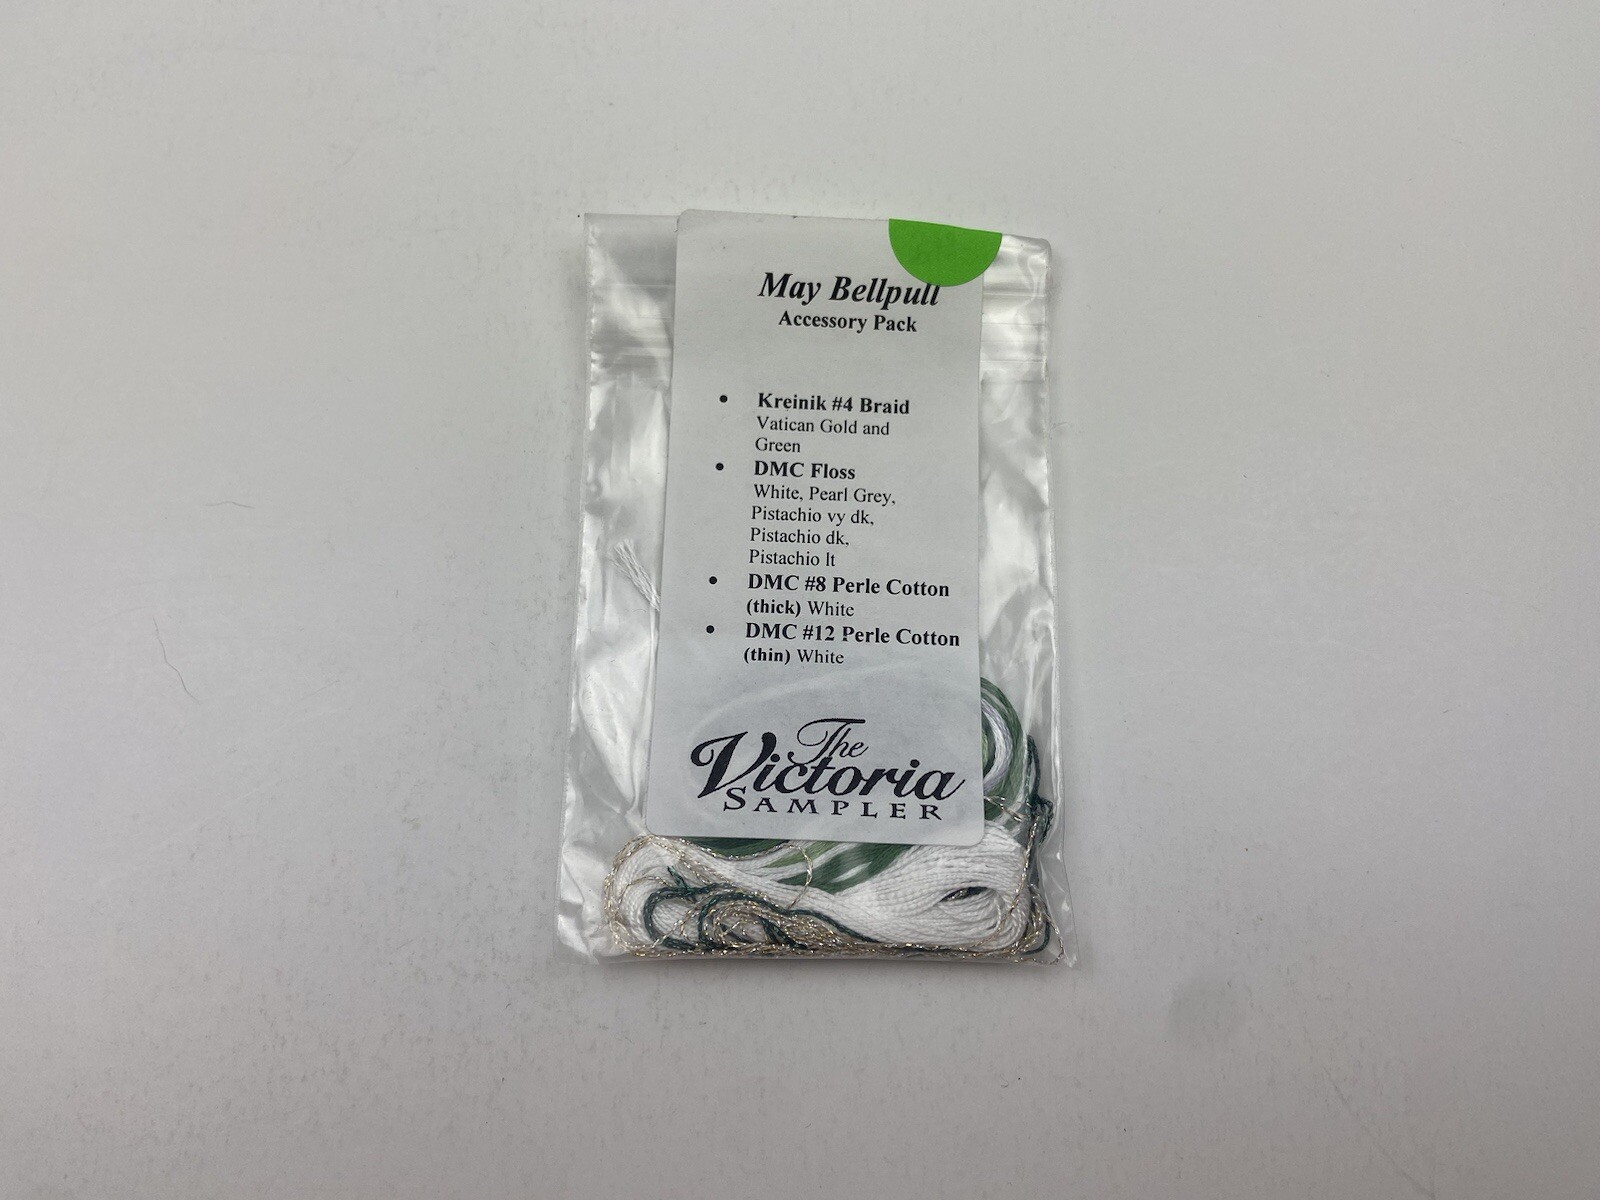 May Bellpull
Accessory Pack
• Kreinik #4 Braid
Vatican Gold and
Green
• DMC Floss
White, Pearl Grey,
Pistachio vy dk,
Pistachio dk,
Pistachio lt
• DMC #8 Perle Cotton
(thick) White
• DMC #12 Perle Cotton
(thin) White
The
Victoria
SAMPLER